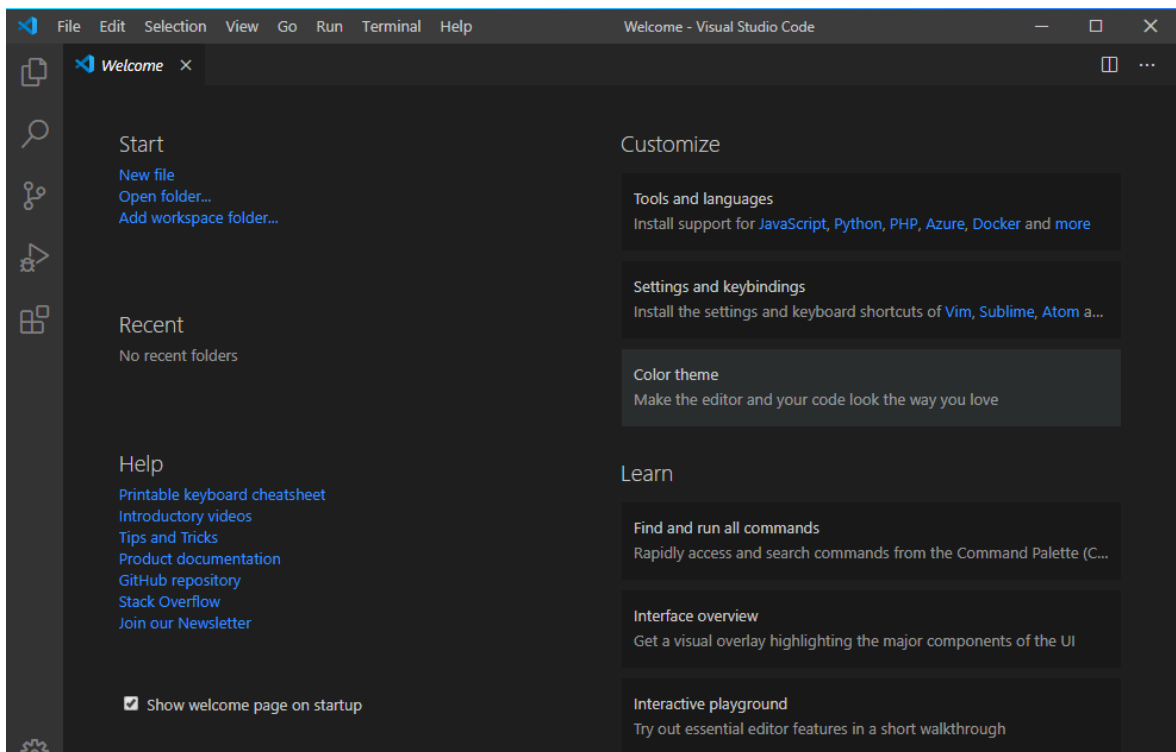 File Edit Selection View Go Run Terminal Help Welcome - Visual Studio Code
Welcome
Start
New file
Open folder...
Add workspace folder...
Recent
No recent folders
Help
Printable keyboard cheatsheet
Introductory videos
Tips and Tricks
Product documentation
GitHub repository
Stack Overflow
Join our Newsletter
Show welcome page on startup
Customize
Tools and languages
Install support for JavaScript, Python, PHP, Azure, Docker and more
Settings and keybindings
Install the settings and keyboard shortcuts of Vim, Sublime, Atom a...
Color theme
Make the editor and your code look the way you love
Learn
Find and run all commands
Rapidly access and search commands from the Command Palette (C...
Interface overview
Get a visual overlay highlighting the major components of the UI
Interactive playground
Try out essential editor features in a short walkthrough